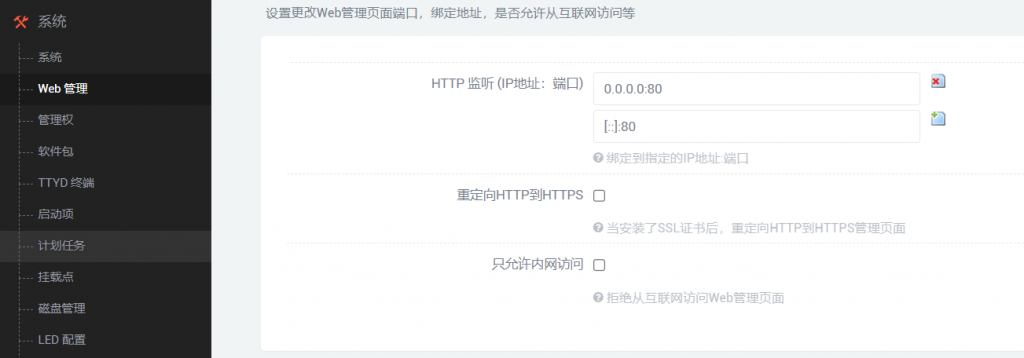 系统
系统
Web 管理
管理权
软件包
TTYD 终端
启动项
计划任务
挂载点
磁盘管理
LED 配置
设置更改Web管理页面端口，绑定地址，是否允许从互联网访问等
HTTP 监听 (IP地址：端口)
0.0.0.0:80
[::]:80
绑定到指定的IP地址:端口
重定向HTTP到HTTPS
当安装了SSL证书后，重定向HTTP到HTTPS管理页面
只允许内网访问
拒绝从互联网访问Web管理页面